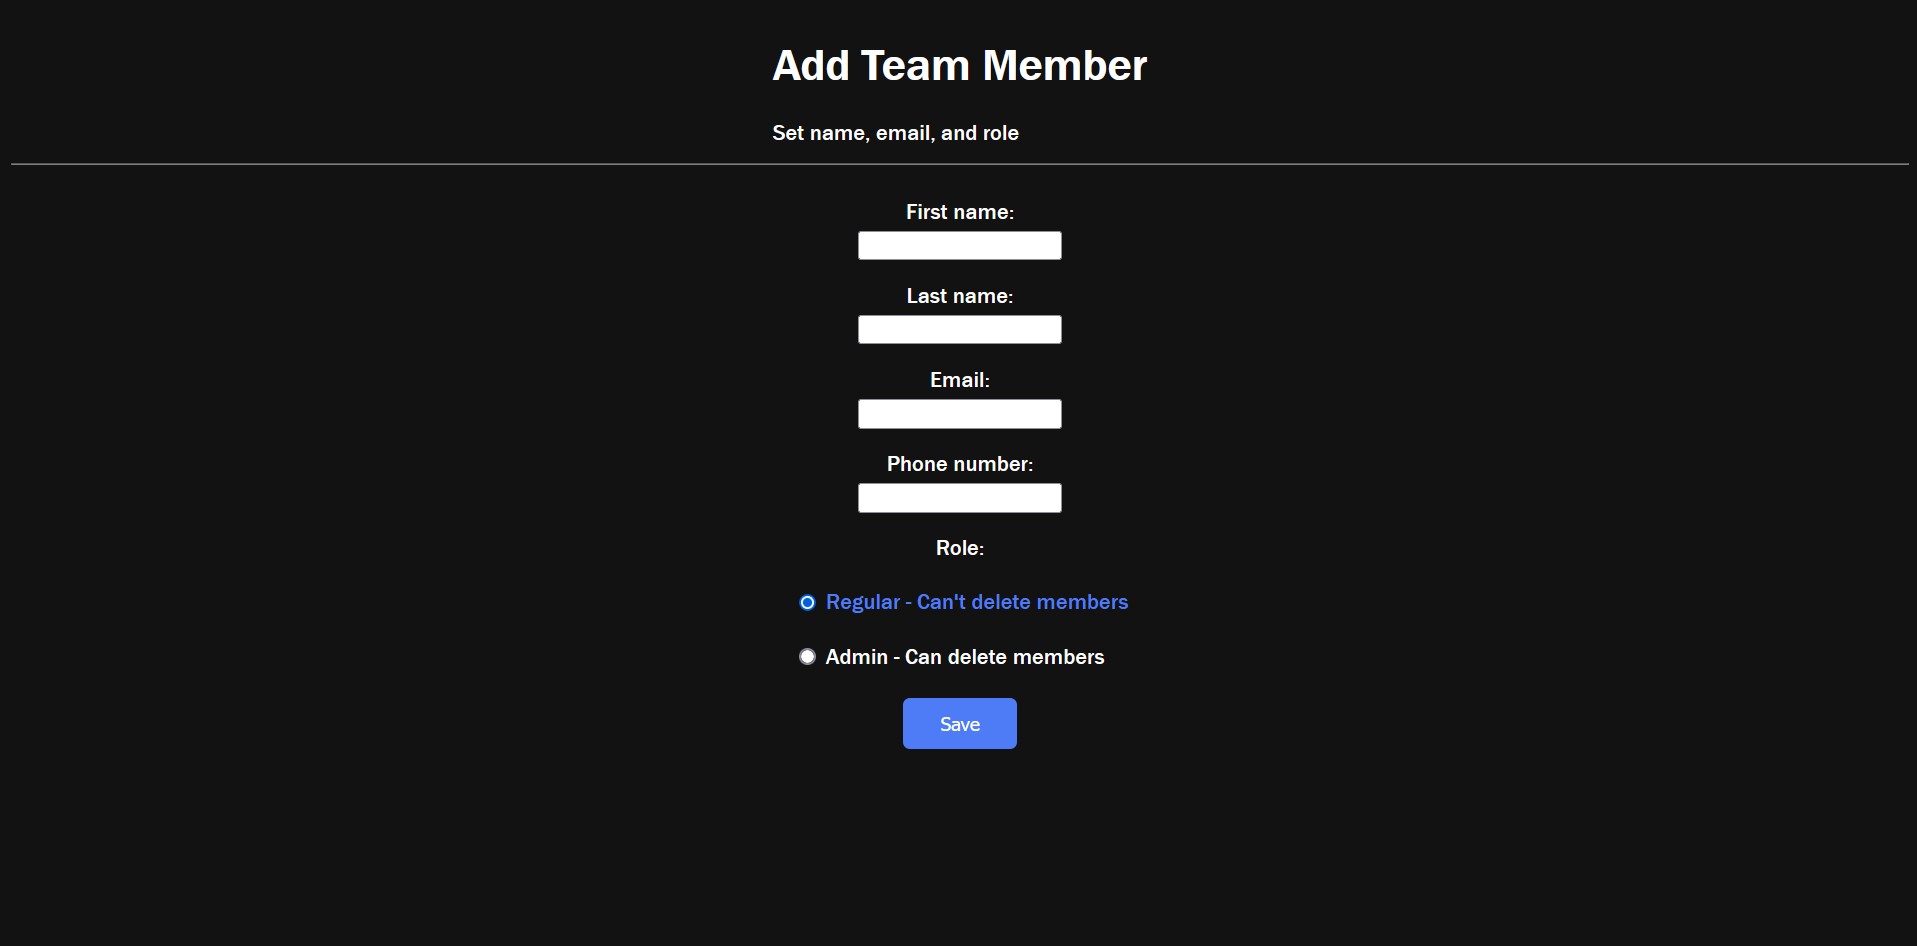 Add Team Member
Set name, email, and role
First name:
Last name:
Email:
Phone number:
Role:
Regular - Can't delete members
Admin - Can delete members
Save